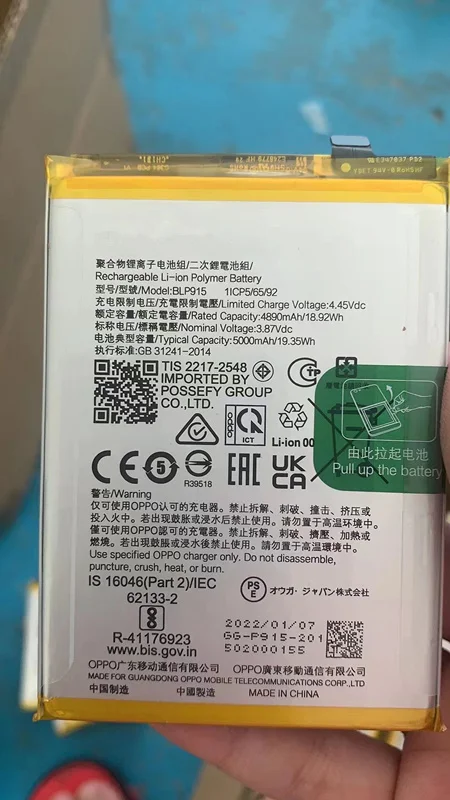 E347037
94V-0
聚合物锂离子电池组/二次鋰電池組/
Rechargeable Li-ion Polymer Battery
型号/型號/Model: BLP915 1ICP5/65/92
充电限制电压/充電限制電壓/Limited Charge Voltage:4.45Vdc
额定容量/額定容量/Rated Capacity:4890mAh/18.92Wh
标称电压/標稱電壓/Nominal Voltage:3.87Vdc
电池典型容量/Typical Capacity:5000mAh/19.35Wh
执行标准:GB 31241-2014
TIS 2217-2548
IMPORTED BY
POSSEFY GROUP
CO.,LTD.
TP
ICT
Li-ion 00
由此拉起电池
Pull up the battery
CE 5 EAC UK CA
R39518
警告/Warning
仅可使用OPPO认可的充电器。禁止拆解、刺破、撞击、挤压或
投入火中。若出现鼓胀或浸水后禁止使用。请勿置于高温环境中。
僅可使用OPPO認可的充電器。禁止拆解、刺破、擠壓、加熱或
燃燒。若出現鼓脹或浸水後禁止使用。請勿置於高溫環境中。
Use specified OPPO charger only. Do not disassemble,
puncture, crush, heat, or burn.
IS 16046(Part 2)/IEC
62133-2
R-41176923
www.bis.gov.in
PS
E
オウガ・ジャパン株式会社
2022/01/07
GG-F915-201
502000155
OPPO广东移动通信有限公司 OPPO廣東移動通信有限公司
MADE FOR GUANGDONG OPPO MOBILE TELECOMMUNICATIONS CORP.,LTD.
中国制造 中國製造 MADE IN CHINA